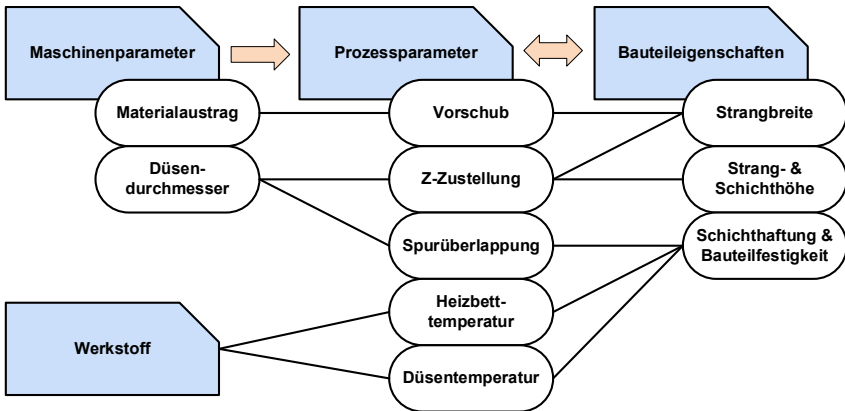 Maschinenparameter
Prozessparameter
Bauteileigenschaften
Materialaustrag
Vorschub
Strangbreite
Düsen-
durchmesser
Z-Zustellung
Strang- &
Schichthöhe
Spurüberlappung
Schichthaftung &
Bauteilfestigkeit
Heizbett-
temperatur
Werkstoff
Düsentemperatur